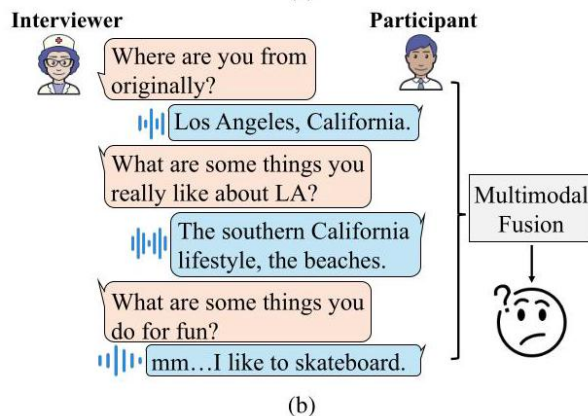 Interviewer
Participant
Where are you from
originally?
Los Angeles, California.
What are some things you
really like about LA?
The southern California
lifestyle, the beaches.
What are some things you
do for fun?
mm…I like to skateboard.
Multimodal
Fusion
?
(b)